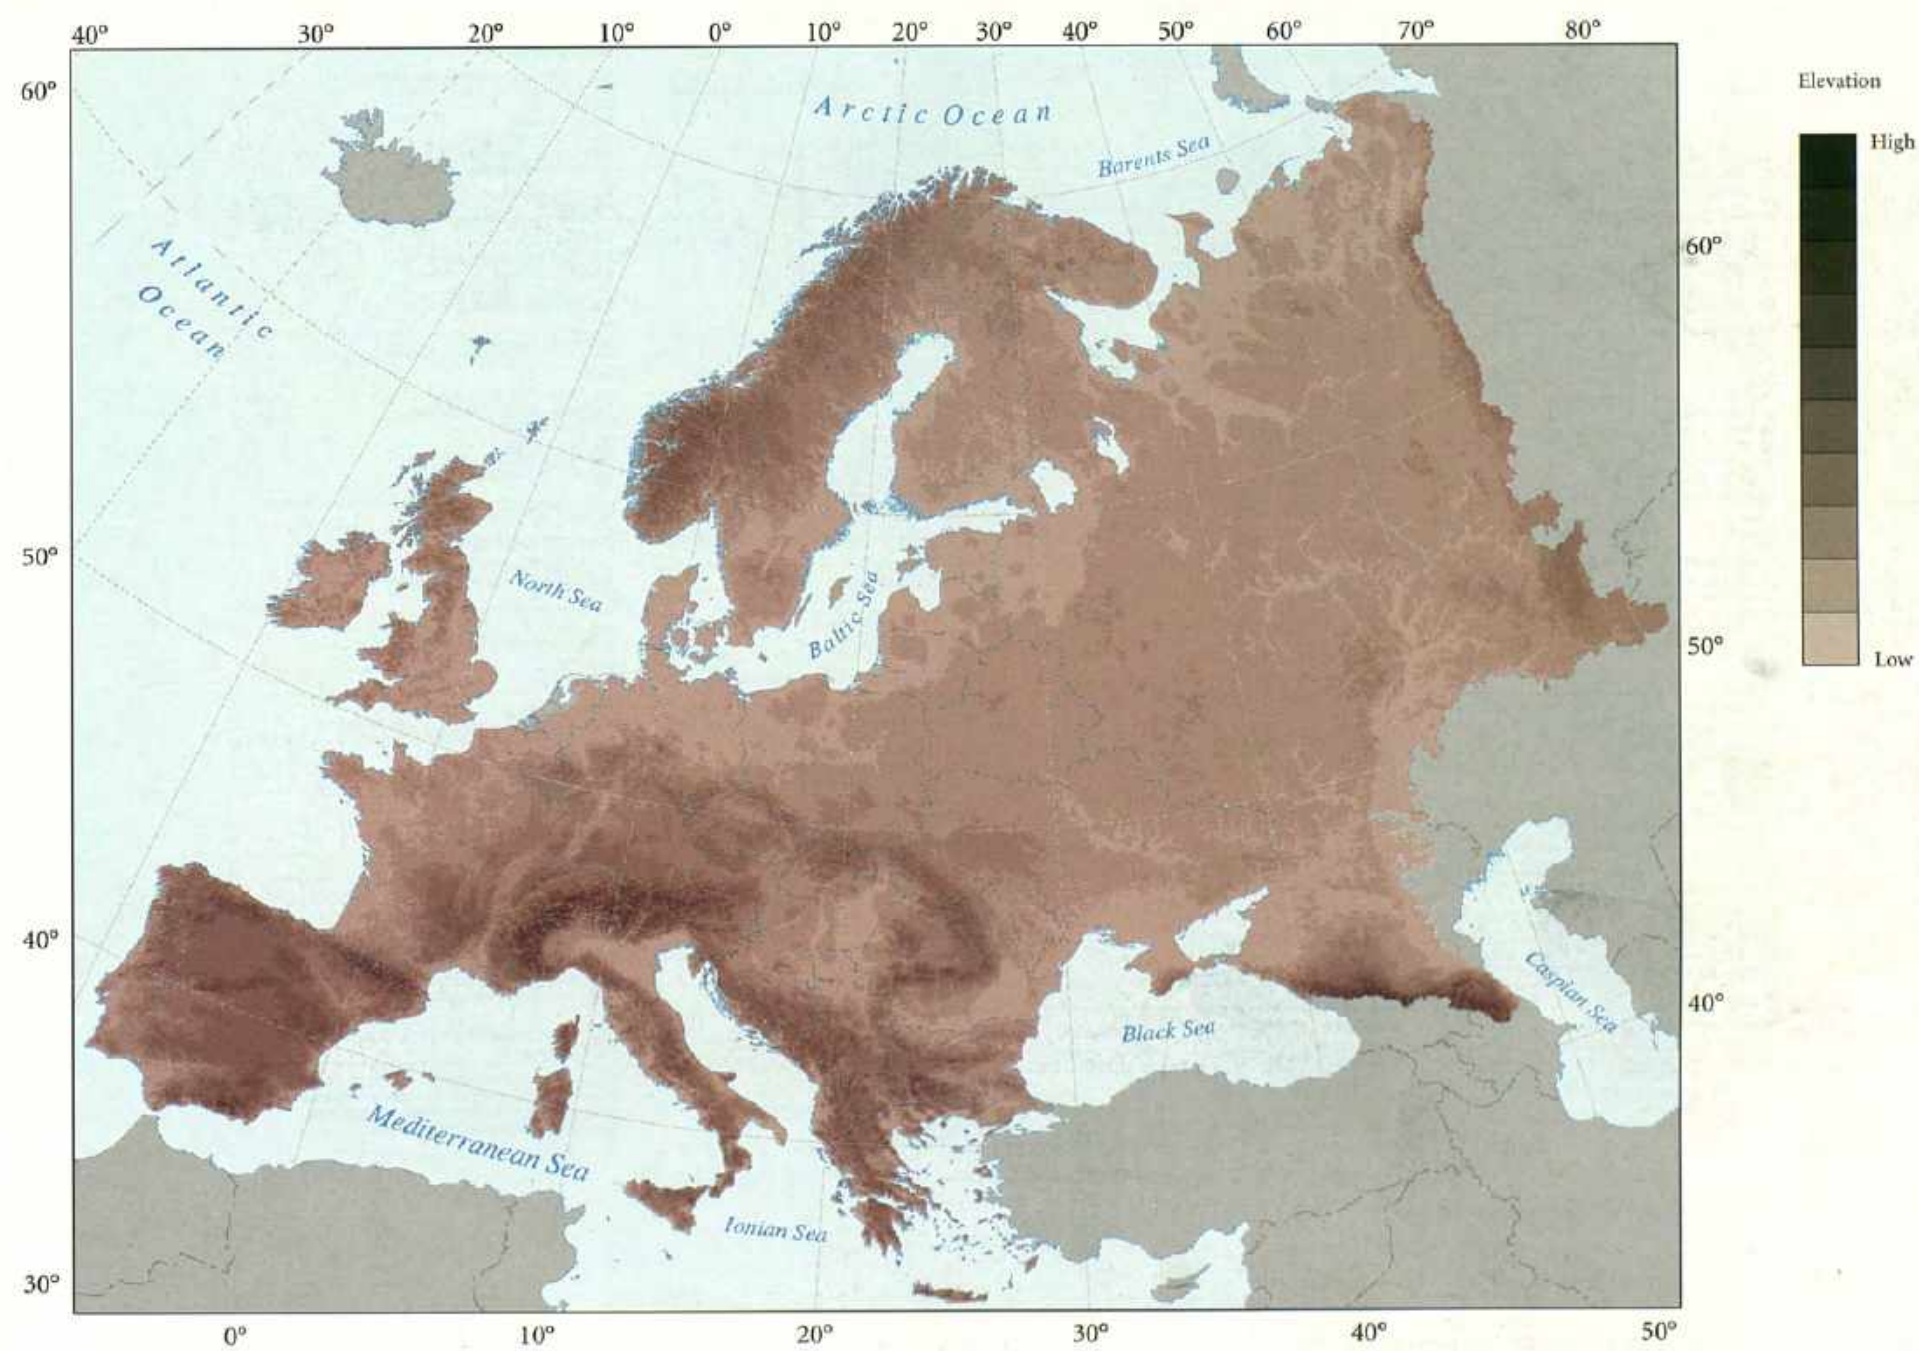 40° 30° 20° 10° 0° 10° 20° 30° 40° 50° 60° 70° 80°
60°
Elevation
High
Arctic Ocean
Barents Sea
Atlantic
Ocean
60°
50°
North Sea
Baltic Sea
50°
Low
40°
Caspian Sea
40°
Black Sea
Mediterranean Sea
Ionian Sea
30°
0° 10° 20° 30° 40° 50°